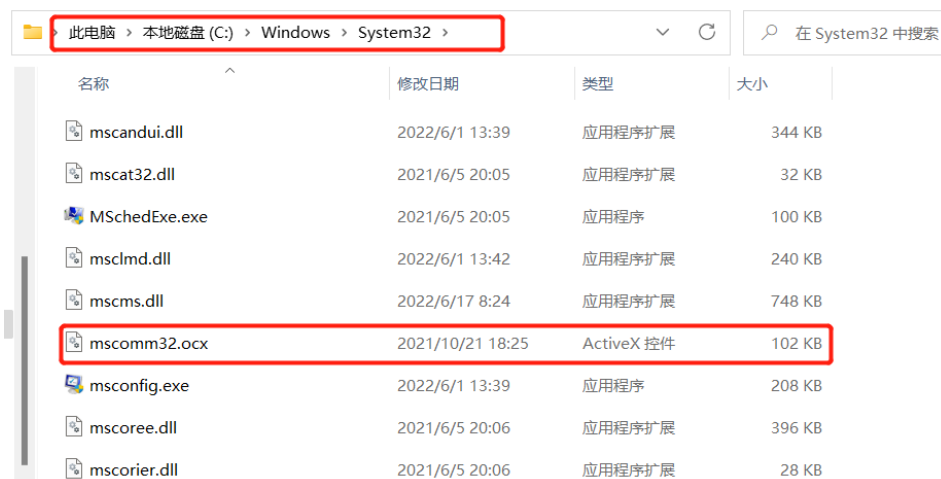 此电脑 › 本地磁盘 (C:) › Windows › System32 › 在 System32 中搜索
名称 修改日期 类型 大小
mscandui.dll 2022/6/1 13:39 应用程序扩展 344 KB
mscat32.dll 2021/6/5 20:05 应用程序扩展 32 KB
MSchedExe.exe 2021/6/5 20:05 应用程序 100 KB
msclmd.dll 2022/6/1 13:42 应用程序扩展 240 KB
mscms.dll 2022/6/17 8:24 应用程序扩展 748 KB
mscomm32.ocx 2021/10/21 18:25 ActiveX 控件 102 KB
msconfig.exe 2022/6/1 13:39 应用程序 208 KB
mscoree.dll 2021/6/5 20:06 应用程序扩展 396 KB
mscorier.dll 2021/6/5 20:06 应用程序扩展 28 KB